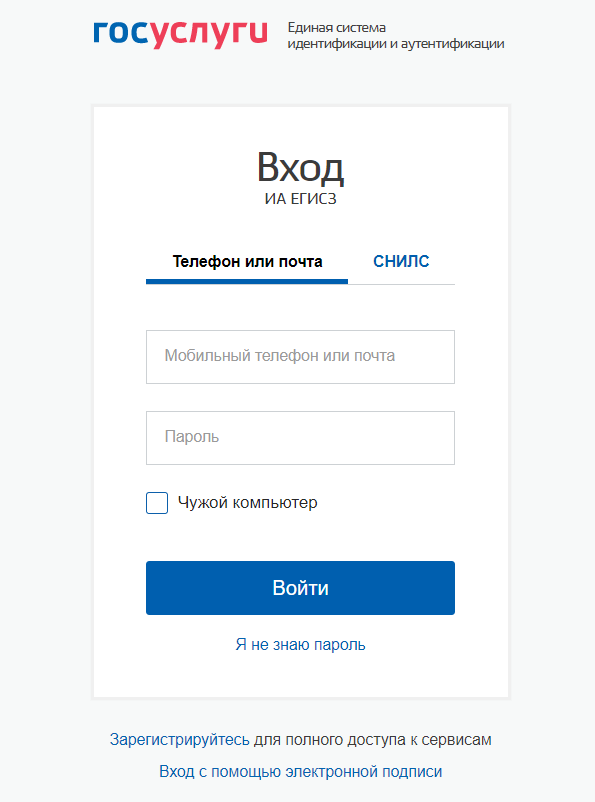 госуслуги
Единая система
идентификации и аутентификации
Вход
ИА ЕГИСЗ
Телефон или почта СНИЛС
Мобильный телефон или почта
Пароль
Чужой компьютер
Войти
Я не знаю пароль
Зарегистрируйтесь для полного доступа к сервисам
Вход с помощью электронной подписи